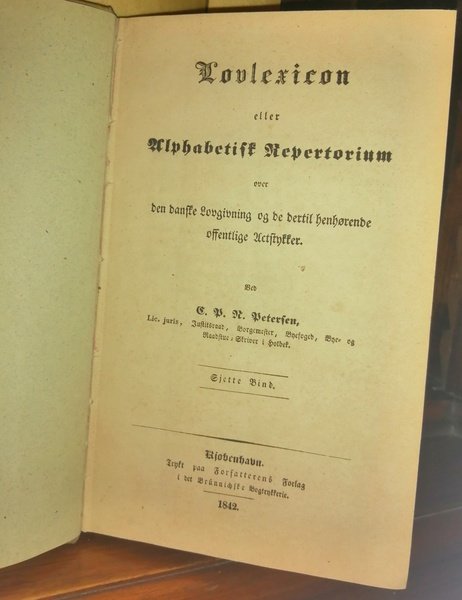 Lovlexicon
eller
Alphabetisk Repertorium
over
den danske Lovgivning og de dertil henhørende
offentlige Actstykker.
Ved
C. P. N. Petersen,
Lic. juris, Justitsraad, Borgemester, Byefoged, Bye- og
Raadstue-Skriver i Holbek.
Sjette Bind.
Kjøbenhavn.
Trykt paa Forfatterens Forlag
i det Brünnichske Bogtrykkerie.
1842.